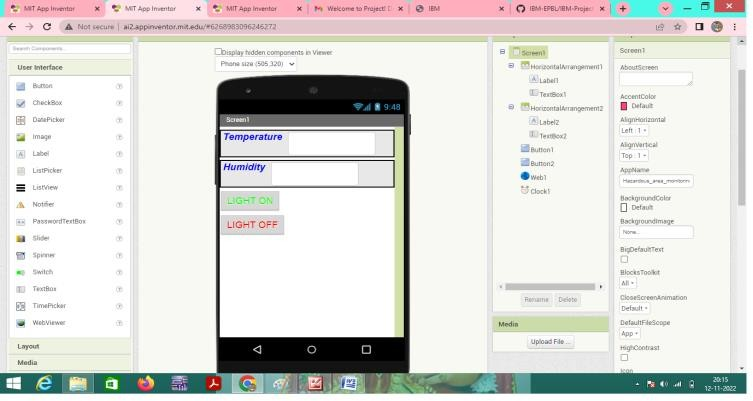 MIT App Inventor
MIT App Inventor
MIT App Inventor
Welcome to Project!
IBM
IBM-EPBL/IBM-Project
Not secure | ai2.appinventor.mit.edu/#6268983096246272
Search Components...
User Interface
Button
CheckBox
DatePicker
Image
Label
ListPicker
ListView
Notifier
PasswordTextBox
Slider
Spinner
Switch
TextBox
TimePicker
WebViewer
Layout
Media
Display hidden components in Viewer
Phone size (505,320)
9:48
Screen1
Temperature
Humidity
LIGHT ON
LIGHT OFF
Screen1
HorizontalArrangement1
Label1
TextBox1
HorizontalArrangement2
Label2
TextBox2
Button1
Button2
Web1
Clock1
Rename Delete
Media
Upload File ...
Screen1
AboutScreen
AccentColor
Default
AlignHorizontal
Left : 1
AlignVertical
Top : 1
AppName
Hazardous_area_monitorin
BackgroundColor
Default
BackgroundImage
None...
BigDefaultText
BlocksToolkit
All
CloseScreenAnimation
Default
DefaultFileScope
App
HighContrast
Icon
20:15
12-11-2022